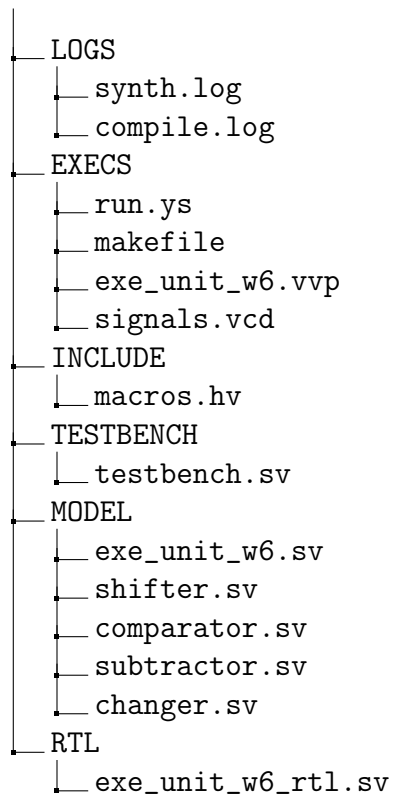 LOGS
synth.log
compile.log
EXECS
run.ys
makefile
exe_unit_w6.vvp
signals.vcd
INCLUDE
macros.hv
TESTBENCH
testbench.sv
MODEL
exe_unit_w6.sv
shifter.sv
comparator.sv
subtractor.sv
changer.sv
RTL
exe_unit_w6_rtl.sv